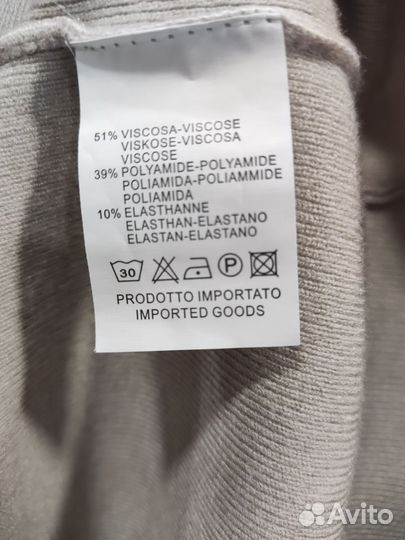 51% VISCOSA-VISCOSE
VISKOSE-VISCOSA
VISCOSE
39% POLYAMIDE-POLYAMIDE
POLIAMIDA-POLIAMMIDE
POLIAMIDA
10% ELASTHANNE
ELASTHAN-ELASTANO
ELASTAN-ELASTANO
30 P
PRODOTTO IMPORTATO
IMPORTED GOODS
Avito